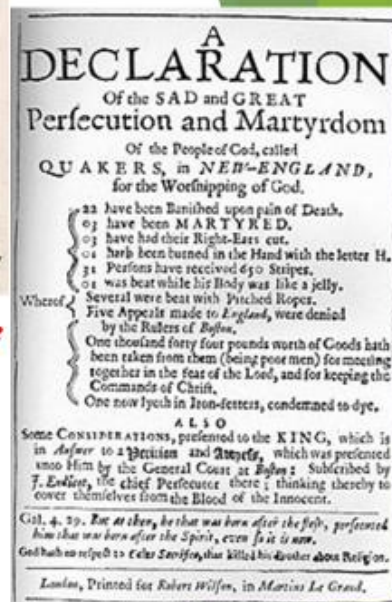 A
DECLARATION
Of the SAD and GREAT
Perſecution and Martyrdom
Of the People of God, called
QUAKERS, in NEW-ENGLAND,
for the Worſhipping of God.
22 have been Baniſhed upon pain of Death.
03 have been MARTYRED.
03 have had their Right-Ears cut.
01 harb been burned in the Hand with the letter H.
31 Perſons have received 650 Stripes.
01 was beat while his Body was like a jelly.
Whereof Several were beat with Pitched Ropes.
Five Appeals made to England, were denied
by the Rulers of Boſton.
One thouſand forty four pounds worth of Goods hath
been taken from them (being poor men) for meeting
together in the fear of the Lord, and for keeping the
Commands of Chriſt.
One now lyeth in Iron-fetters, condemned to dye.
ALSO
Some CONSIDERATIONS, preſented to the KING, which is
in Anſwer to a Petition and Addreſs, which was preſented
unto Him by the General Court at Boſton: Subſcribed by
J. Endicot, the chief Perſecutor there; thinking thereby to
cover themſelves from the Blood of the Innocent.
Gal. 4. 29. But as then, he that was born after the fleſh, perſecuted
him that was born after the Spirit, even ſo it is now.
God hath no reſpect to Cains Sacrifice, that killed his Brother about Religion.
London, Printed for Robert Wilſon, in Martins Le Grand.